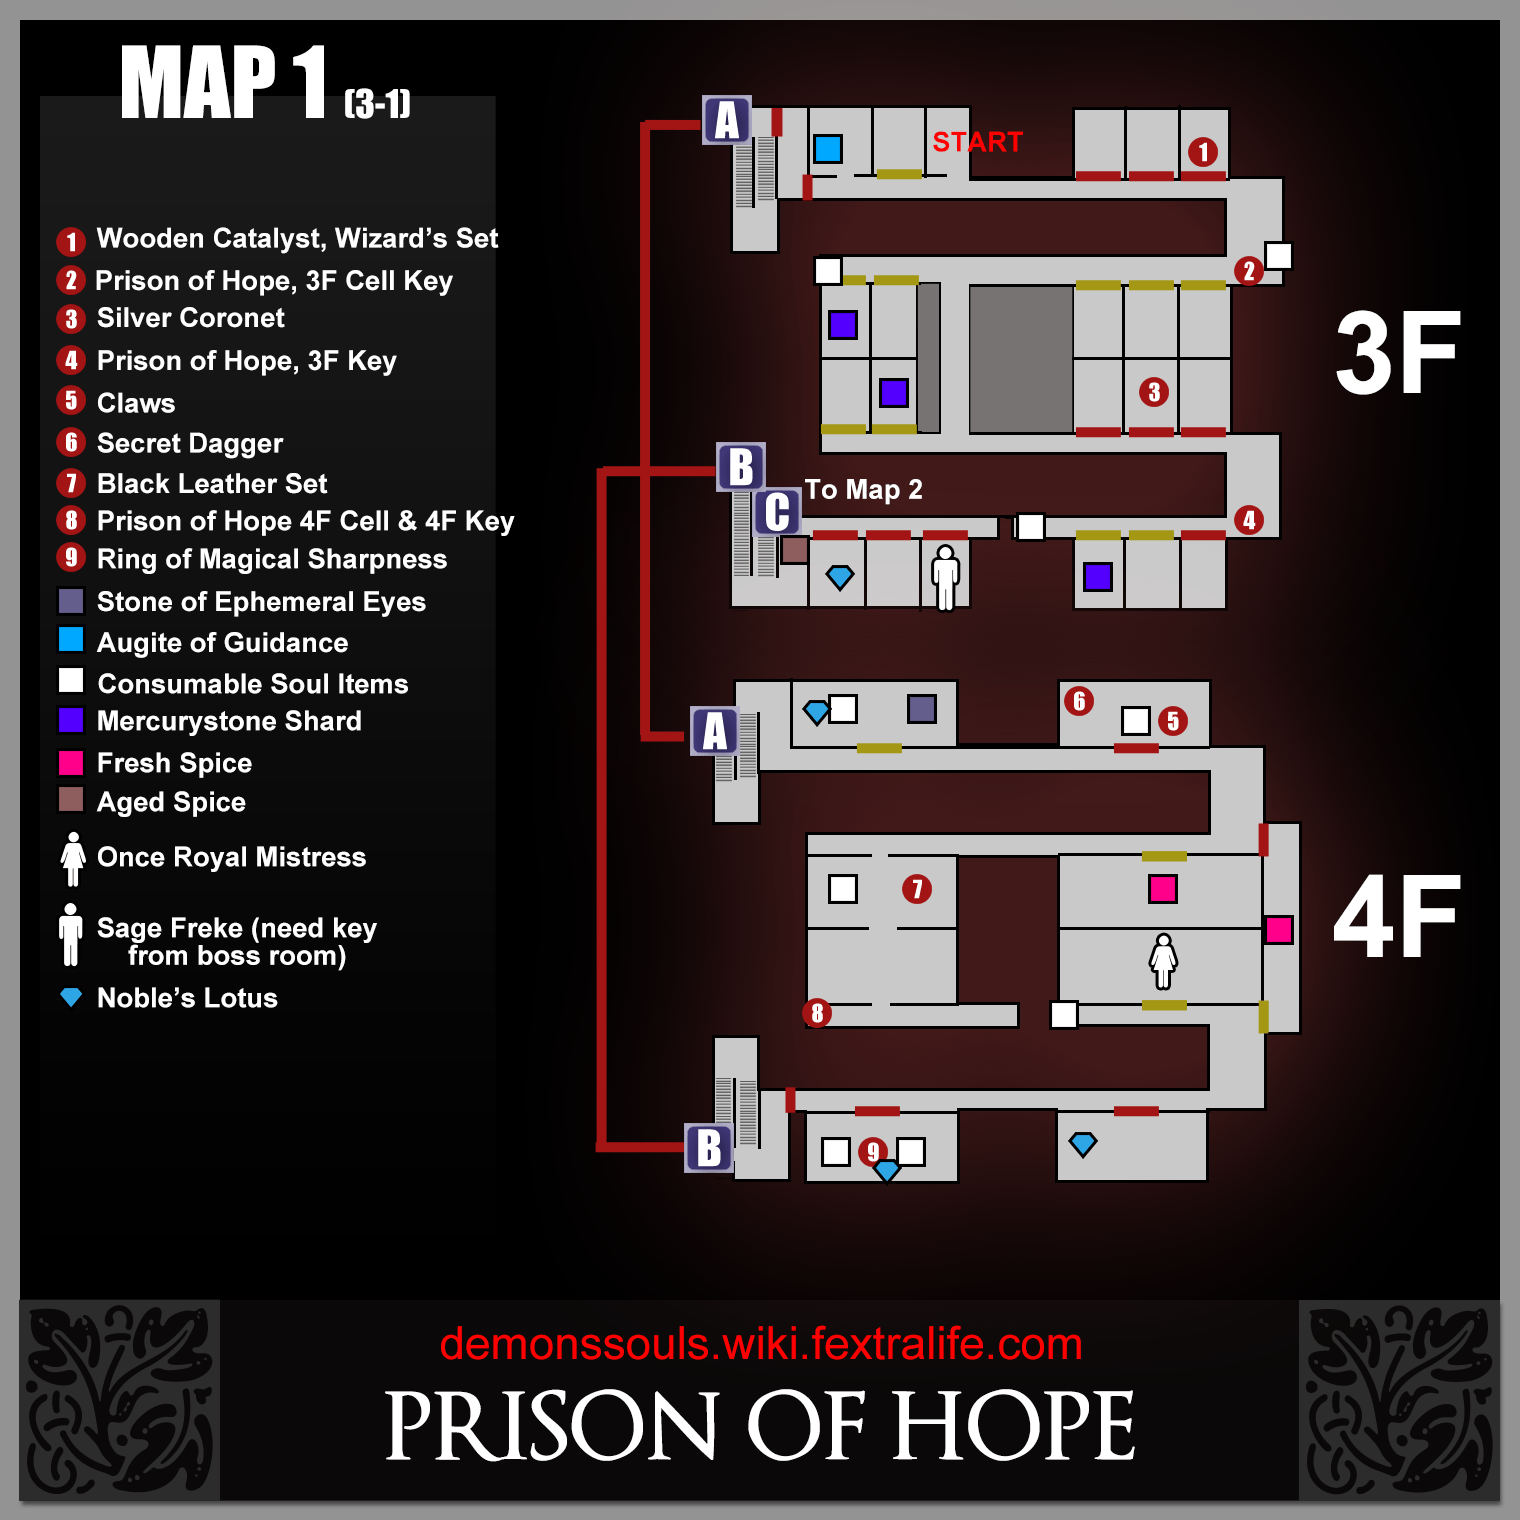 MAP 1 (3-1)
1 Wooden Catalyst, Wizard's Set
2 Prison of Hope, 3F Cell Key
3 Silver Coronet
4 Prison of Hope, 3F Key
5 Claws
6 Secret Dagger
7 Black Leather Set
8 Prison of Hope 4F Cell & 4F Key
9 Ring of Magical Sharpness
Stone of Ephemeral Eyes
Augite of Guidance
Consumable Soul Items
Mercurystone Shard
Fresh Spice
Aged Spice
Once Royal Mistress
Sage Freke (need key
from boss room)
Noble's Lotus
A
START
1
2
3F
3
B
C To Map 2
4
6
5
A
7
4F
8
B
9
demonssouls.wiki.fextralife.com
PRISON OF HOPE